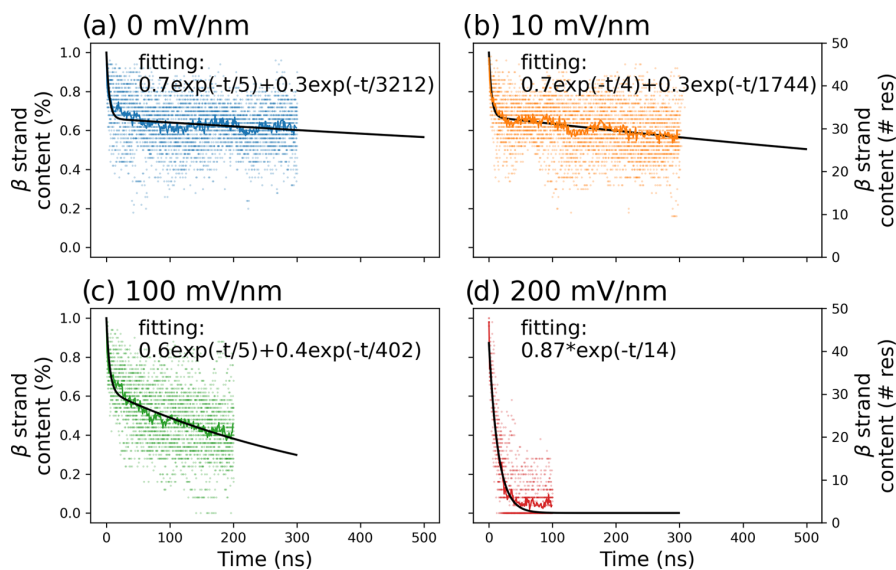 (a) 0 mV/nm
(b) 10 mV/nm
fitting:
0.7exp(-t/5)+0.3exp(-t/3212)
fitting:
0.7exp(-t/4)+0.3exp(-t/1744)
β strand
content (%)
1.0
0.8
0.6
0.4
0.2
0.0
50
40
30
20
10
0
β strand
content (# res)
(c) 100 mV/nm
(d) 200 mV/nm
fitting:
0.6exp(-t/5)+0.4exp(-t/402)
fitting:
0.87*exp(-t/14)
β strand
content (%)
1.0
0.8
0.6
0.4
0.2
0.0
50
40
30
20
10
0
β strand
content (# res)
0 100 200 300 400 500
0 100 200 300 400 500
Time (ns)
Time (ns)